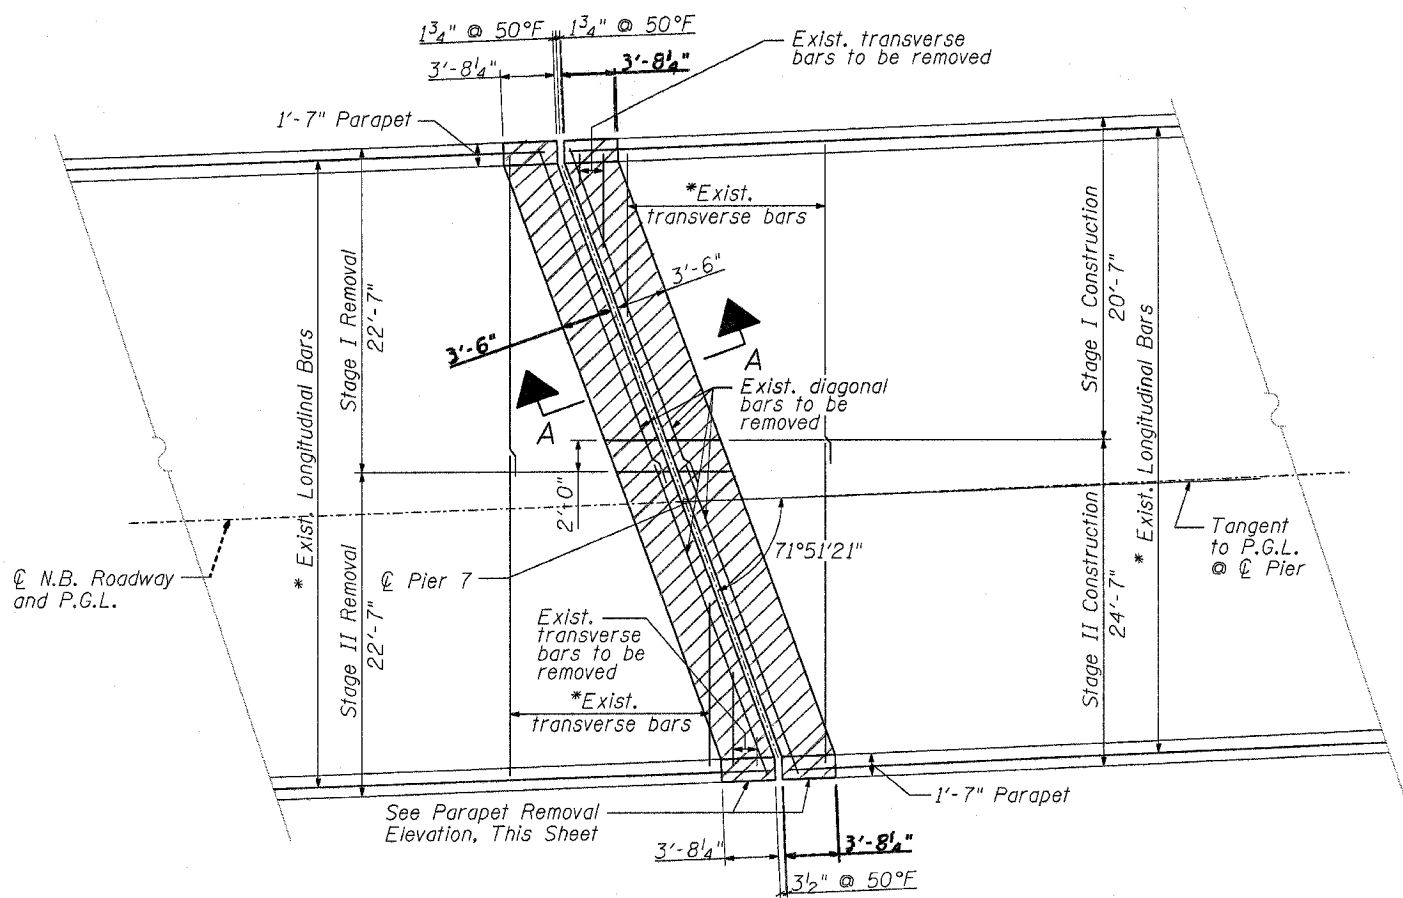 1¾" @ 50°F
1¾" @ 50°F
3'-8¼"
3'-8¼"
Exist. transverse
bars to be removed
1'-7" Parapet
*Exist.
transverse bars
3'-6"
3'-6"
A
A
Exist. diagonal
bars to be
removed
Stage I Removal
22'-7"
* Exist. Longitudinal Bars
Stage I Construction
20'-7"
* Exist. Longitudinal Bars
2'-0"
71°51'21"
℄ Pier 7
℄ N.B. Roadway
and P.G.L.
Tangent
to P.G.L.
@ ℄ Pier
Stage II Removal
22'-7"
Stage II Construction
24'-7"
Exist.
transverse
bars to be
removed
*Exist.
transverse bars
See Parapet Removal
Elevation, This Sheet
1'-7" Parapet
3'-8¼"
3'-8¼"
3½" @ 50°F